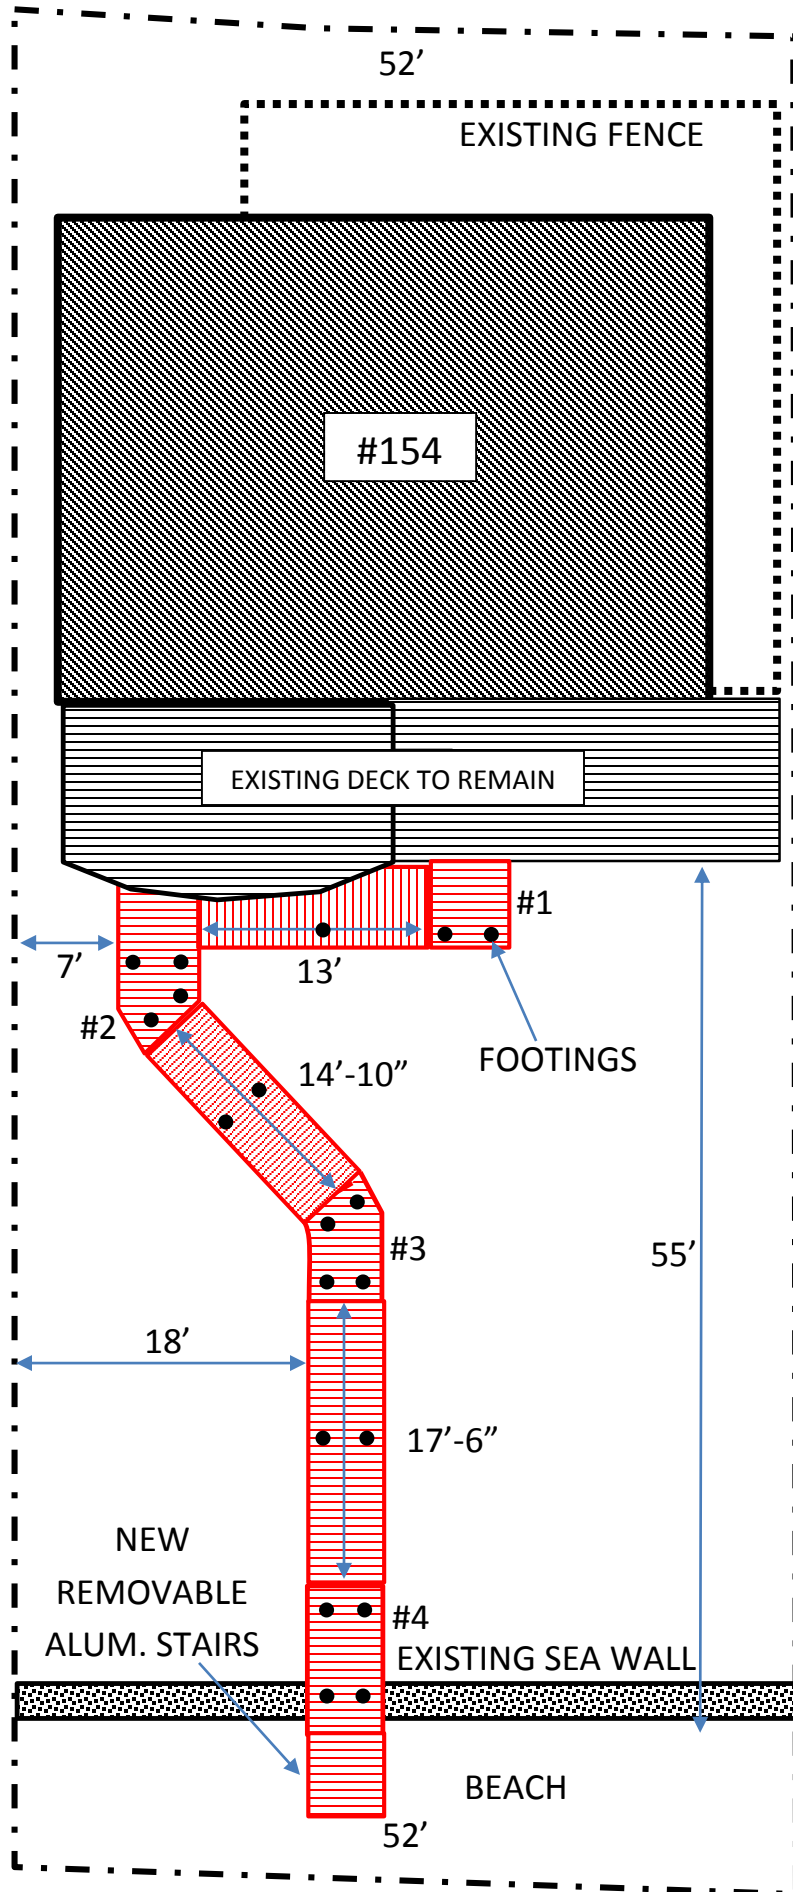 52’
EXISTING FENCE
#154
EXISTING DECK TO REMAIN
#1
7’
13’
#2
FOOTINGS
14’-10”
#3
55’
18’
17’-6”
NEW
REMOVABLE
ALUM. STAIRS
#4
EXISTING SEA WALL
BEACH
52’